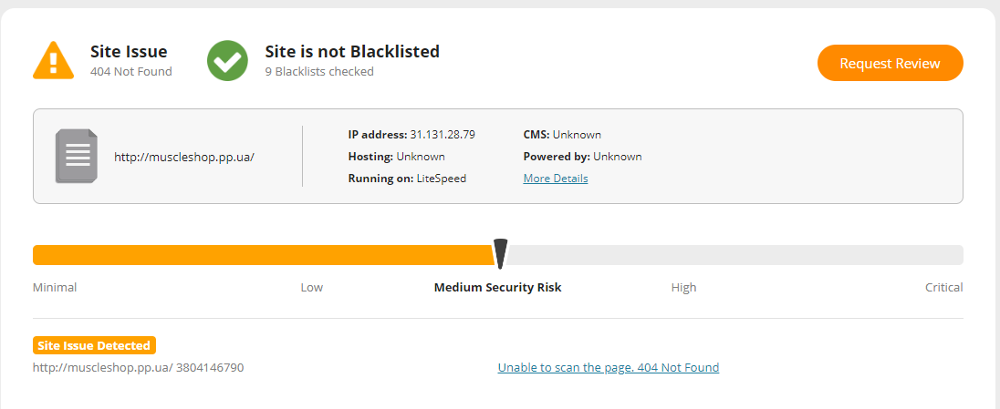 Site Issue
404 Not Found
Site is not Blacklisted
9 Blacklists checked
Request Review
http://muscleshop.pp.ua/
IP address: 31.131.28.79
Hosting: Unknown
Running on: LiteSpeed
CMS: Unknown
Powered by: Unknown
More Details
Minimal
Low
Medium Security Risk
High
Critical
Site Issue Detected
http://muscleshop.pp.ua/ 3804146790
Unable to scan the page. 404 Not Found